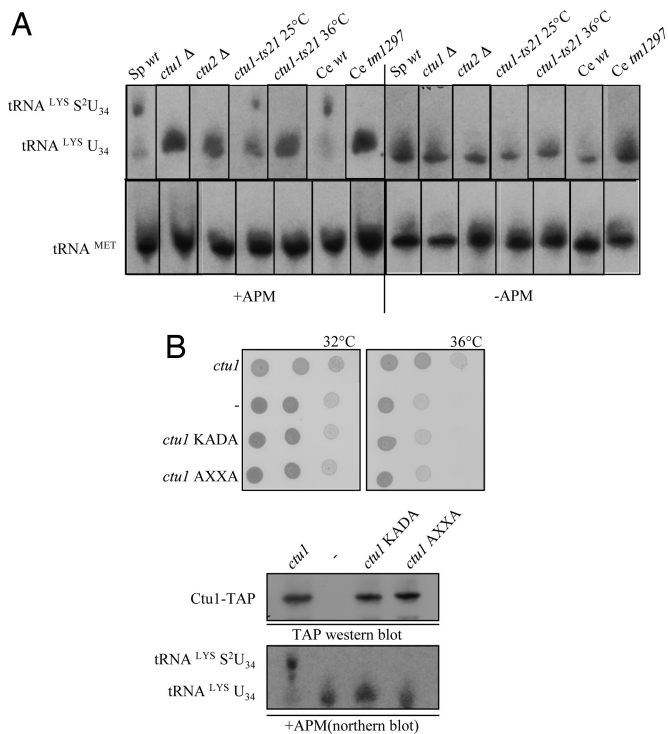 A
Sp wt
ctu1 Δ
ctu2 Δ
ctu1-ts21 25°C
ctu1-ts21 36°C
Ce wt
Ce tm1297
Sp wt
ctu1 Δ
ctu2 Δ
ctu1-ts21 25°C
ctu1-ts21 36°C
Ce wt
Ce tm1297
tRNA LYS S²U34
tRNA LYS U34
tRNA MET
+APM
-APM
B
32°C
36°C
ctu1
-
ctu1 KADA
ctu1 AXXA
ctu1
-
ctu1 KADA
ctu1 AXXA
Ctu1-TAP
TAP western blot
tRNA LYS S²U34
tRNA LYS U34
+APM(northern blot)